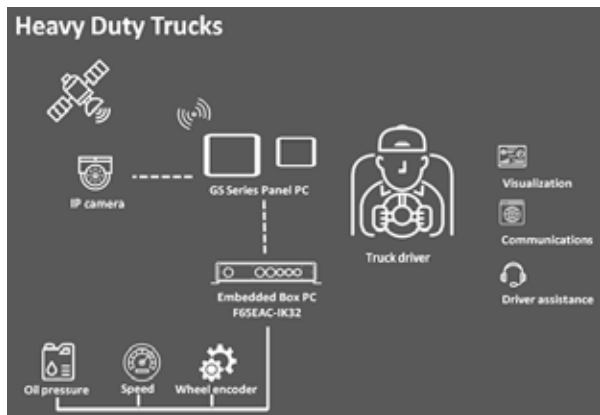 Heavy Duty Trucks
IP camera
GS Series Panel PC
Truck driver
Visualization
Communications
Driver assistance
Embedded Box PC
F65EAC-IK32
Oil pressure
Speed
Wheel encoder